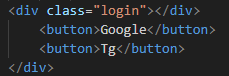 <div class="login"></div>
    <button>Google</button>
    <button>Tg</button>
</div>